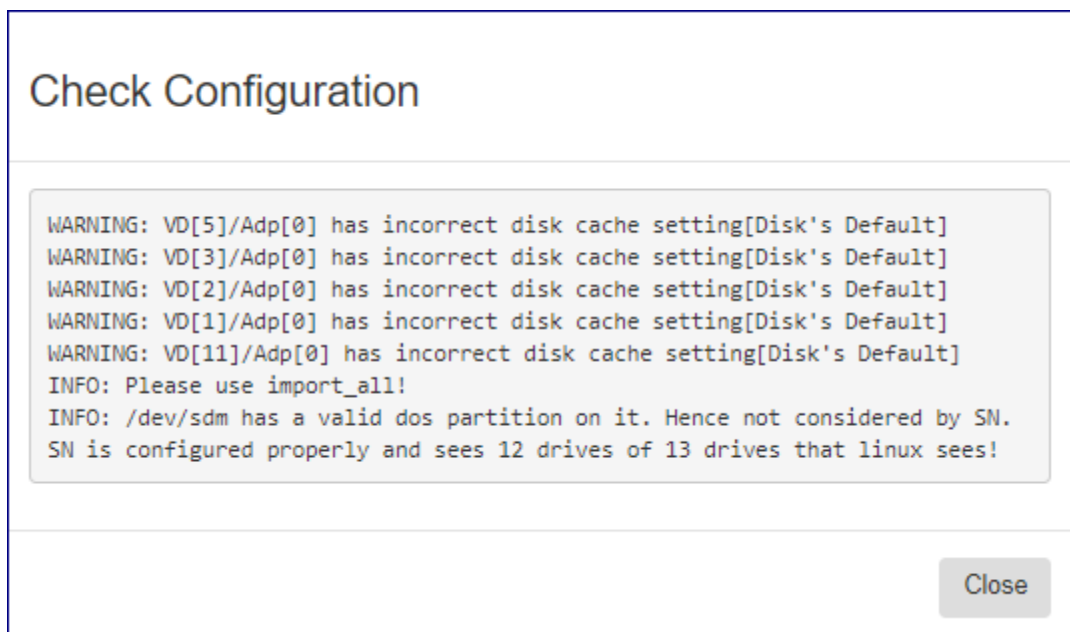 Check Configuration
WARNING: VD[5]/Adp[0] has incorrect disk cache setting[Disk's Default]
WARNING: VD[3]/Adp[0] has incorrect disk cache setting[Disk's Default]
WARNING: VD[2]/Adp[0] has incorrect disk cache setting[Disk's Default]
WARNING: VD[1]/Adp[0] has incorrect disk cache setting[Disk's Default]
WARNING: VD[11]/Adp[0] has incorrect disk cache setting[Disk's Default]
INFO: Please use import_all!
INFO: /dev/sdm has a valid dos partition on it. Hence not considered by SN.
SN is configured properly and sees 12 drives of 13 drives that linux sees!
Close